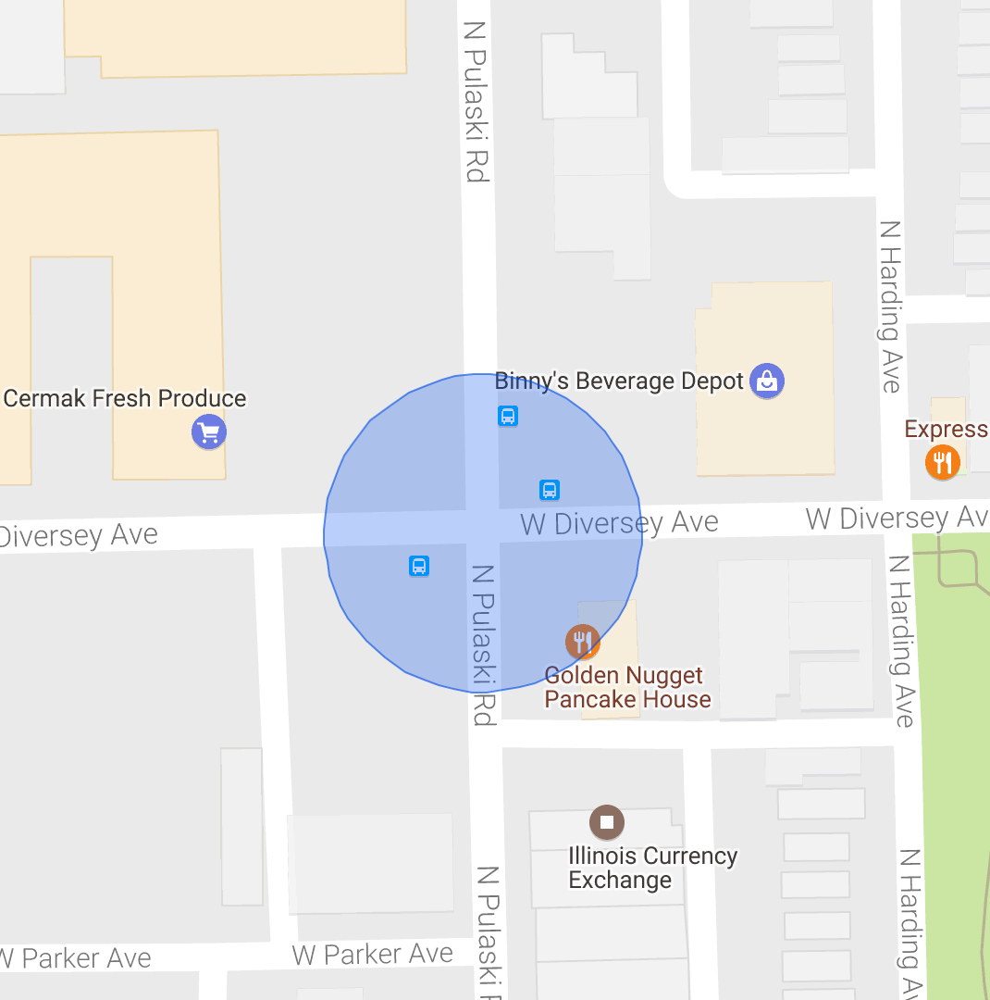 N Pulaski Rd
N Harding Ave
Binny's Beverage Depot
Cermak Fresh Produce
Express
W Diversey Ave
W Diversey Av
Diversey Ave
N Pulaski Rd
N Harding Ave
Golden Nugget
Pancake House
Illinois Currency
Exchange
N Pulaski R
N Harding Av
W Parker Ave
W Parker Ave